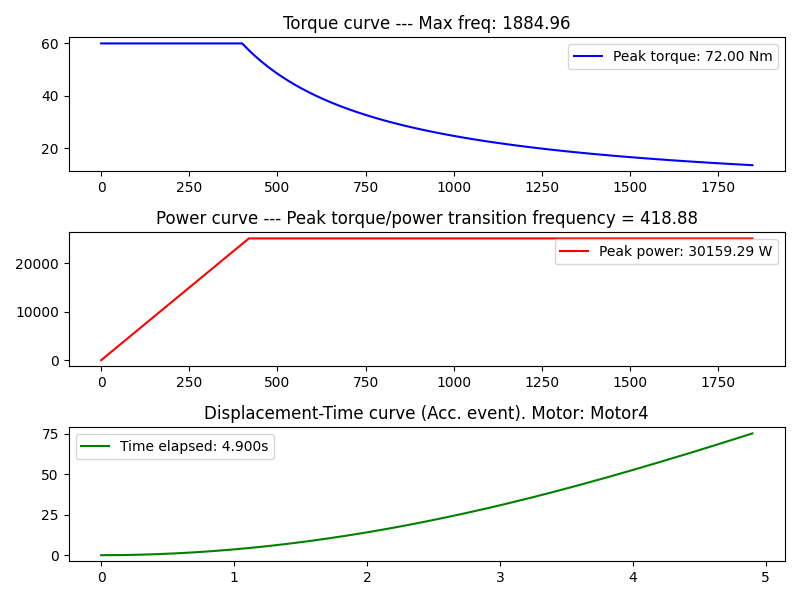 Torque curve --- Max freq: 1884.96
60
40
20
Peak torque: 72.00 Nm
0 250 500 750 1000 1250 1500 1750
Power curve --- Peak torque/power transition frequency = 418.88
20000
10000
0
Peak power: 30159.29 W
0 250 500 750 1000 1250 1500 1750
Displacement-Time curve (Acc. event). Motor: Motor4
75
50
25
0
Time elapsed: 4.900s
0 1 2 3 4 5